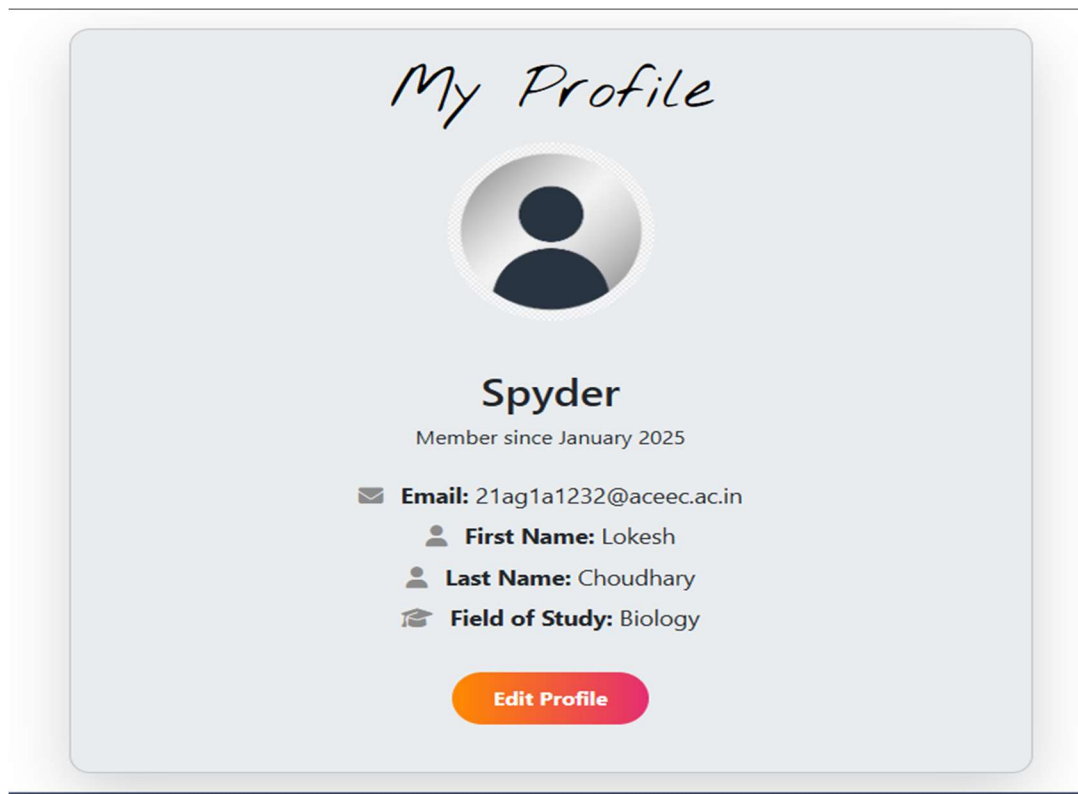 My Profile
Spyder
Member since January 2025
Email: 21ag1a1232@aceec.ac.in
First Name: Lokesh
Last Name: Choudhary
Field of Study: Biology
Edit Profile